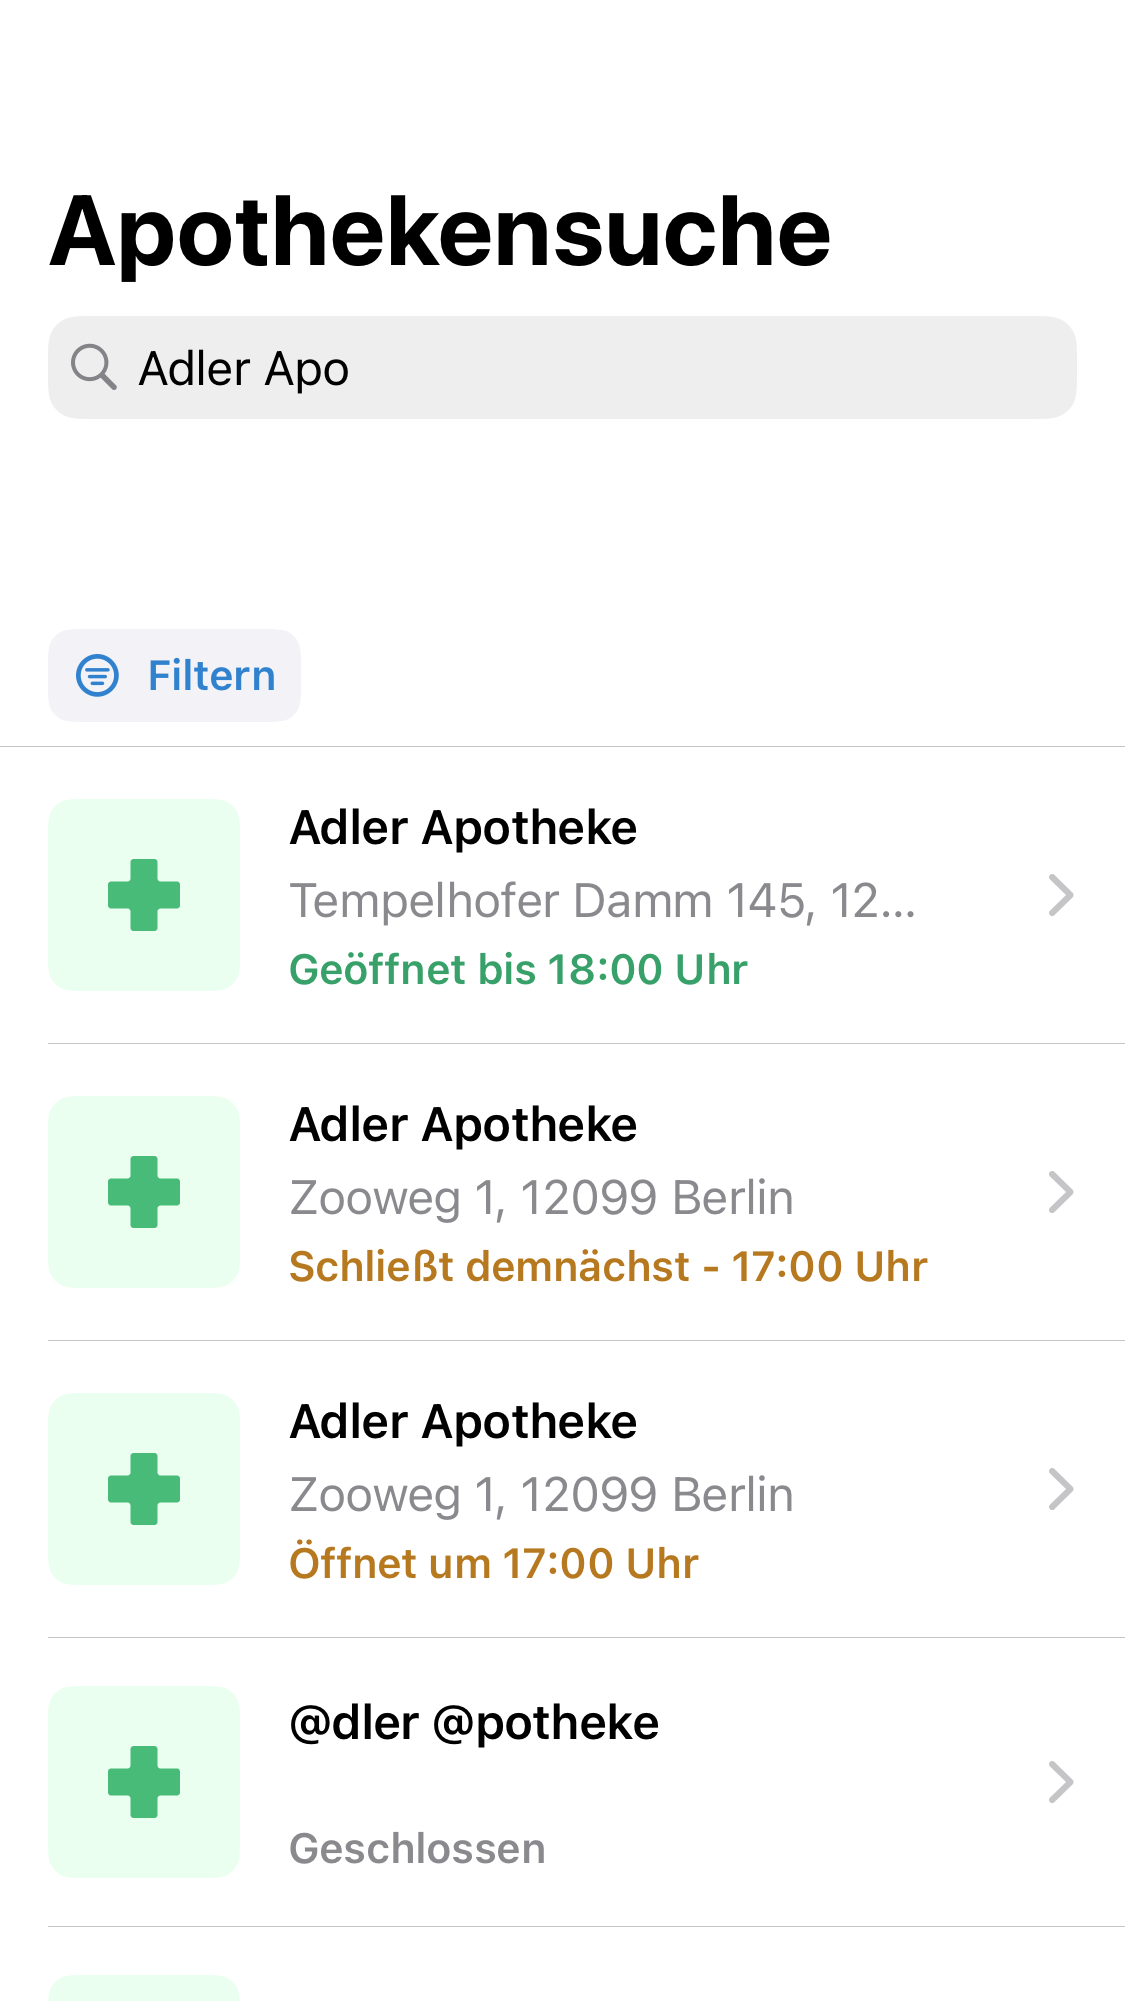 Apothekensuche
Adler Apo
Filtern
Adler Apotheke
Tempelhofer Damm 145, 12...
Geöffnet bis 18:00 Uhr
Adler Apotheke
Zooweg 1, 12099 Berlin
Schließt demnächst - 17:00 Uhr
Adler Apotheke
Zooweg 1, 12099 Berlin
Öffnet um 17:00 Uhr
@dler @potheke
Geschlossen